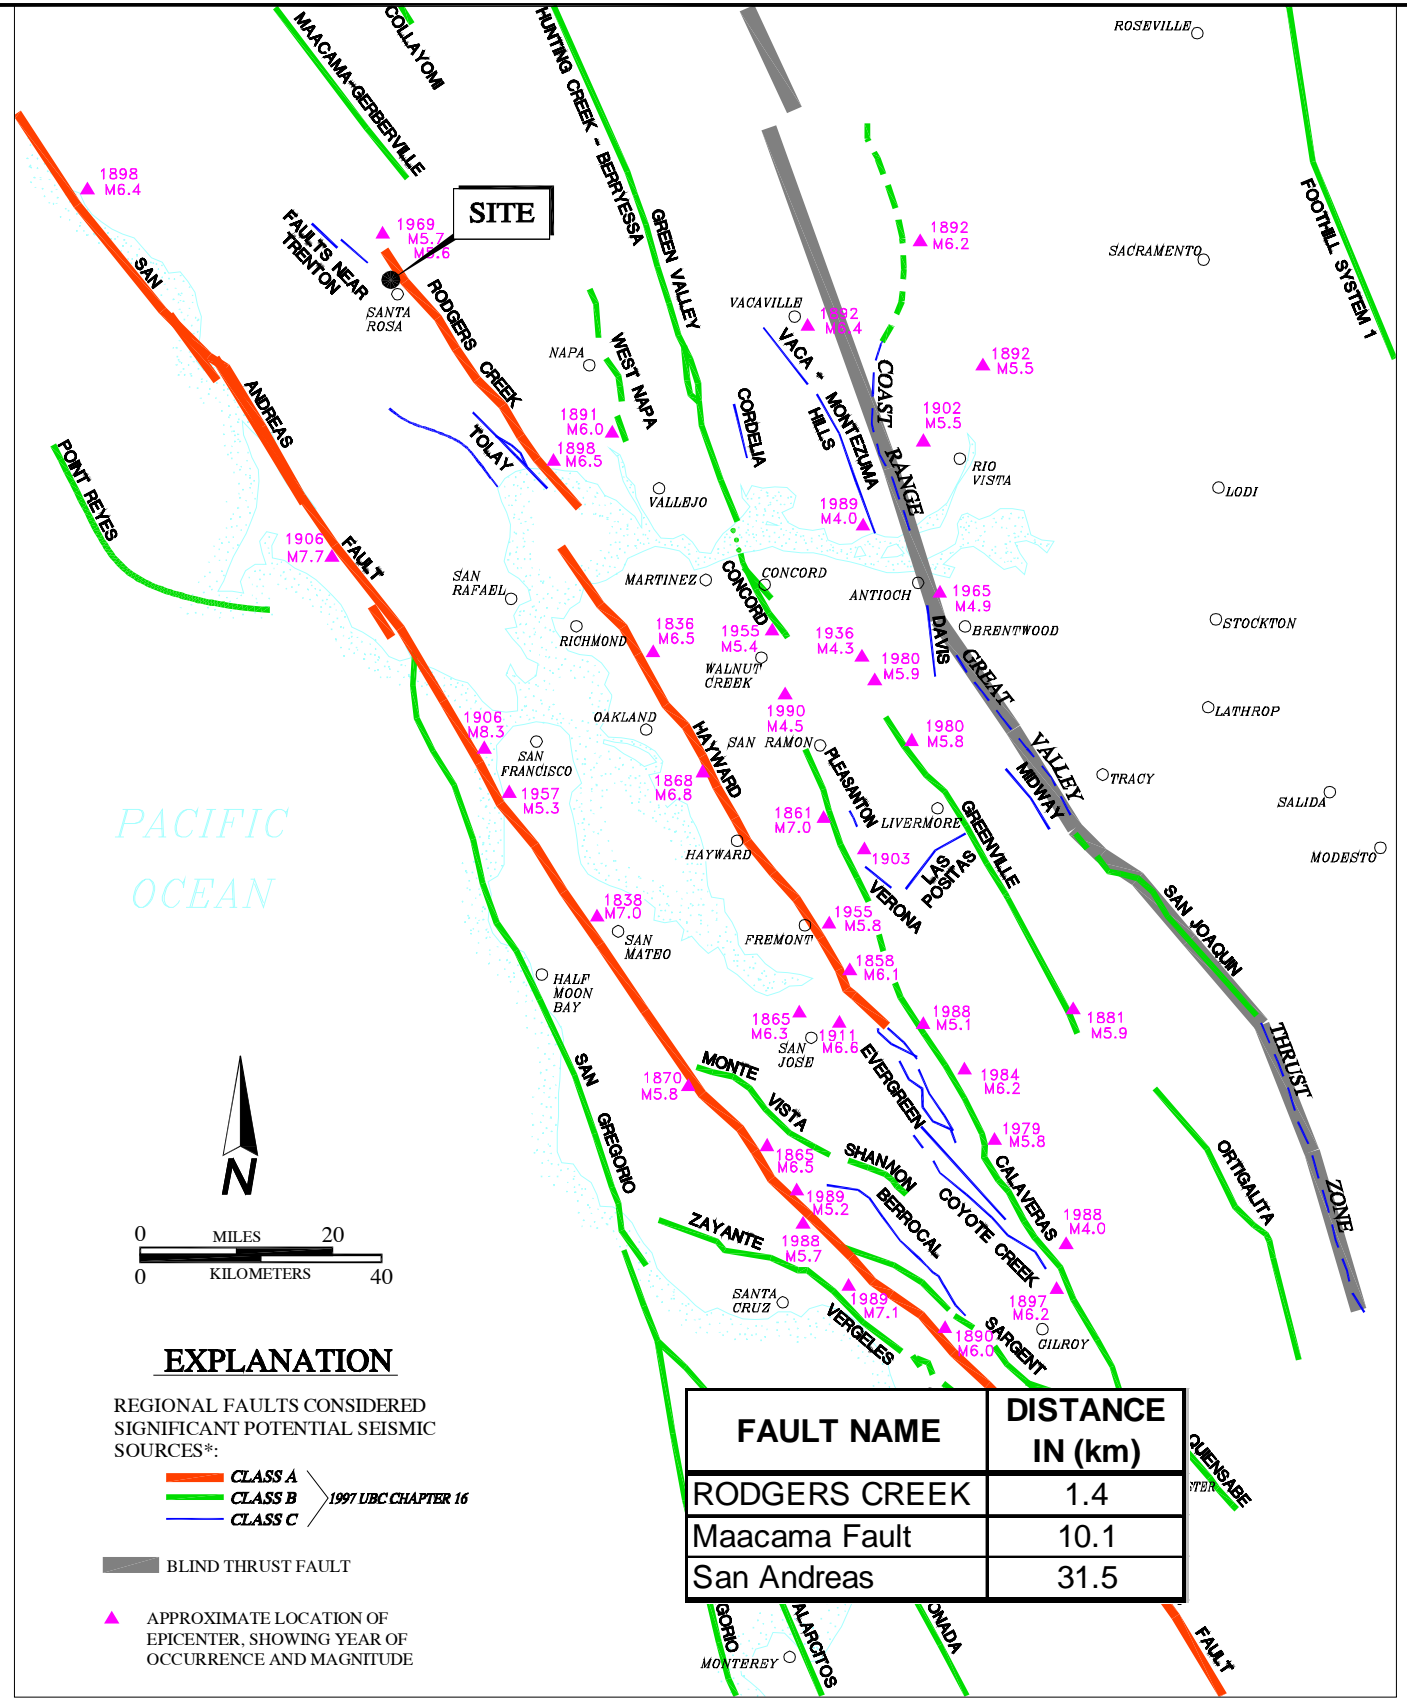 ROSEVILLE
MAACAMA-GERBERVILLE
COLLAYOMI
HUNTING CREEK - BERRYESSA
1898
M6.4
SITE
1969
M5.7
M5.6
FAULTS NEAR
TRENTON
SANTA
ROSA
RODGERS
CREEK
GREEN VALLEY
1892
M6.2
SACRAMENTO
FOOTHILL SYSTEM 1
SAN
ANDREAS
FAULT
VACAVILLE
1892
M6.4
VACA - MONTEZUMA
HILLS
NAPA
WEST NAPA
1892
M5.5
COAST
RANGE
CORDELIA
1902
M5.5
1891
M6.0
TOLAY
1898
M6.5
RIO
VISTA
POINT REYES
VALLEJO
LODI
1989
M4.0
1906
M7.7
SAN
RAFAEL
MARTINEZ
CONCORD
CONCORD
ANTIOCH
1965
M4.9
RICHMOND
1836
M6.5
1955
M5.4
1936
M4.3
DAVIS
BRENTWOOD
STOCKTON
WALNUT
CREEK
1980
M5.9
GREAT
VALLEY
1990
M4.5
LATHROP
1906
M8.3
OAKLAND
HAYWARD
SAN RAMON
1980
M5.8
SAN
FRANCISCO
PLEASANTON
MIDWAY
TRACY
1868
M6.8
1957
M5.3
SALIDA
PACIFIC
OCEAN
1861
M7.0
LIVERMORE
GREENVILLE
HAYWARD
1903
MODESTO
LAS
POSITAS
VERONA
1838
M7.0
SAN
MATEO
FREMONT
1955
M5.8
SAN JOAQUIN
1858
M6.1
HALF
MOON
BAY
1865
M6.3
1911
M6.6
SAN
JOSE
1988
M5.1
1881
M5.9
THRUST
ZONE
SAN
GREGORIO
MONTE
VISTA
EVERGREEN
1870
M5.8
1984
M6.2
1979
M5.8
1865
M6.5
SHANNON
CALAVERAS
ORTIGALITA
N
1989
M5.2
BERROCAL
COYOTE CREEK
1988
M4.0
ZAYANTE
1988
M5.7
0 MILES 20
0 KILOMETERS 40
SANTA
CRUZ
1989
M7.1
1897
M6.2
VERGELES
1890
M6.0
SARGENT
GILROY
EXPLANATION
REGIONAL FAULTS CONSIDERED
SIGNIFICANT POTENTIAL SEISMIC
SOURCES*:
CLASS A
CLASS B
CLASS C
1997 UBC CHAPTER 16
BLIND THRUST FAULT
APPROXIMATE LOCATION OF
EPICENTER, SHOWING YEAR OF
OCCURRENCE AND MAGNITUDE
FAULT NAME DISTANCE
IN (km)
RODGERS CREEK 1.4
Maacama Fault 10.1
San Andreas 31.5
QUIENSABE
STER
GORIO
ALARCITOS
ONADA
FAULT
MONTEREY